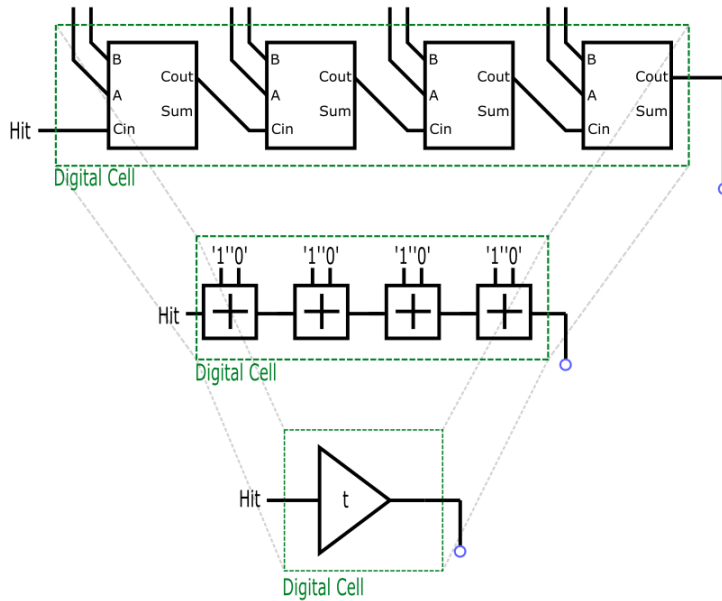 B B B B
Cout Cout Cout Cout
A A A A
Sum Sum Sum Sum
Hit Cin Cin Cin Cin
Digital Cell
'1''0' '1''0' '1''0' '1''0'
Hit
Digital Cell
Hit t
Digital Cell